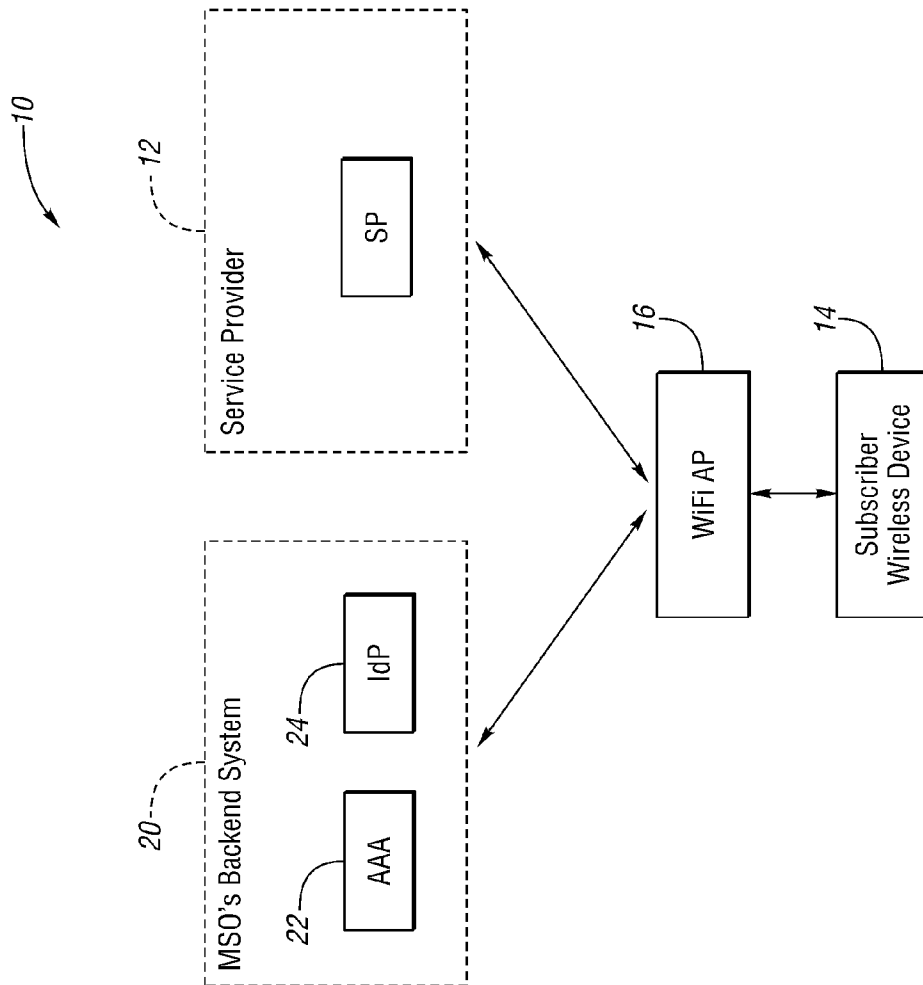 10
20
12
MSO's Backend System
Service Provider
22
AAA
24
IdP
SP
WiFi AP
16
Subscriber
Wireless Device
14